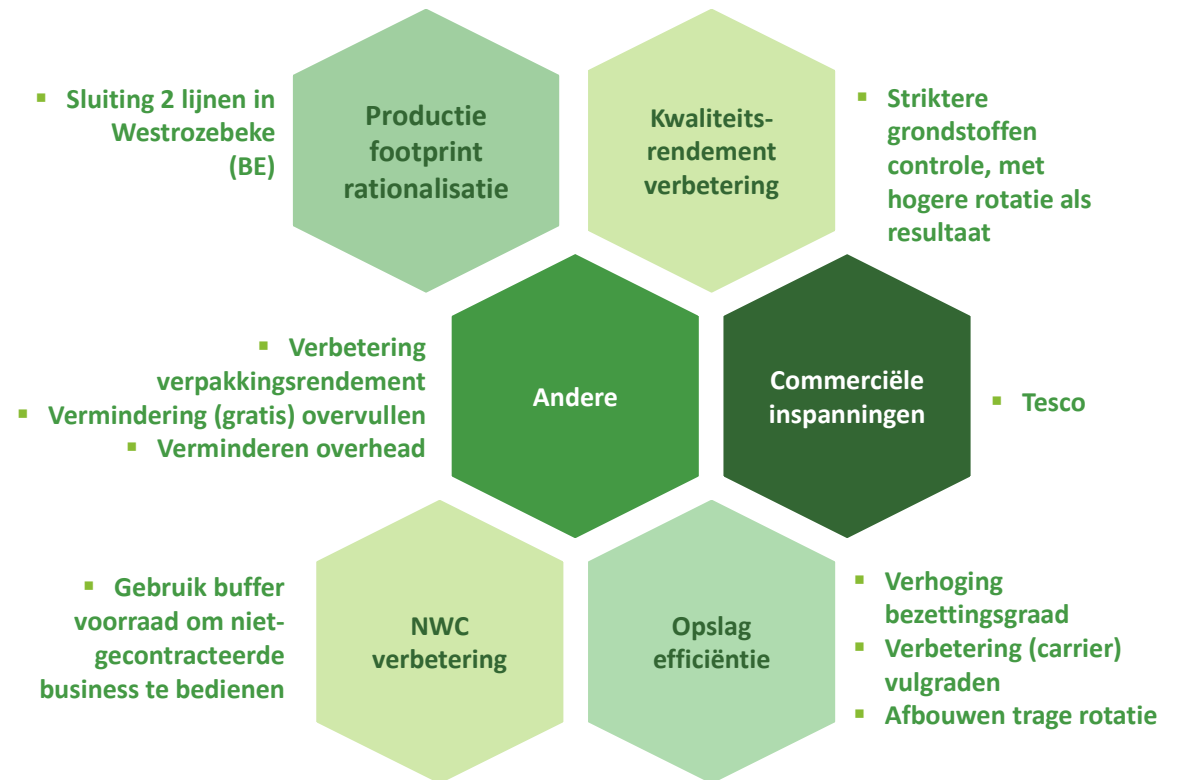 ▪ Sluiting 2 lijnen in
Westrozebeke
(BE)
Productie
footprint
rationalisatie
Kwaliteits-
rendement
verbetering
▪ Striktere
grondstoffen
controle, met
hogere rotatie als
resultaat
▪ Verbetering
verpakkingsrendement
▪ Vermindering (gratis) overvullen
▪ Verminderen overhead
Andere
Commerciële
inspanningen
▪ Tesco
▪ Gebruik buffer
voorraad om niet-
gecontracteerde
business te bedienen
NWC
verbetering
Opslag
efficiëntie
▪ Verhoging
bezettingsgraad
▪ Verbetering (carrier)
vulgraden
▪ Afbouwen trage rotatie